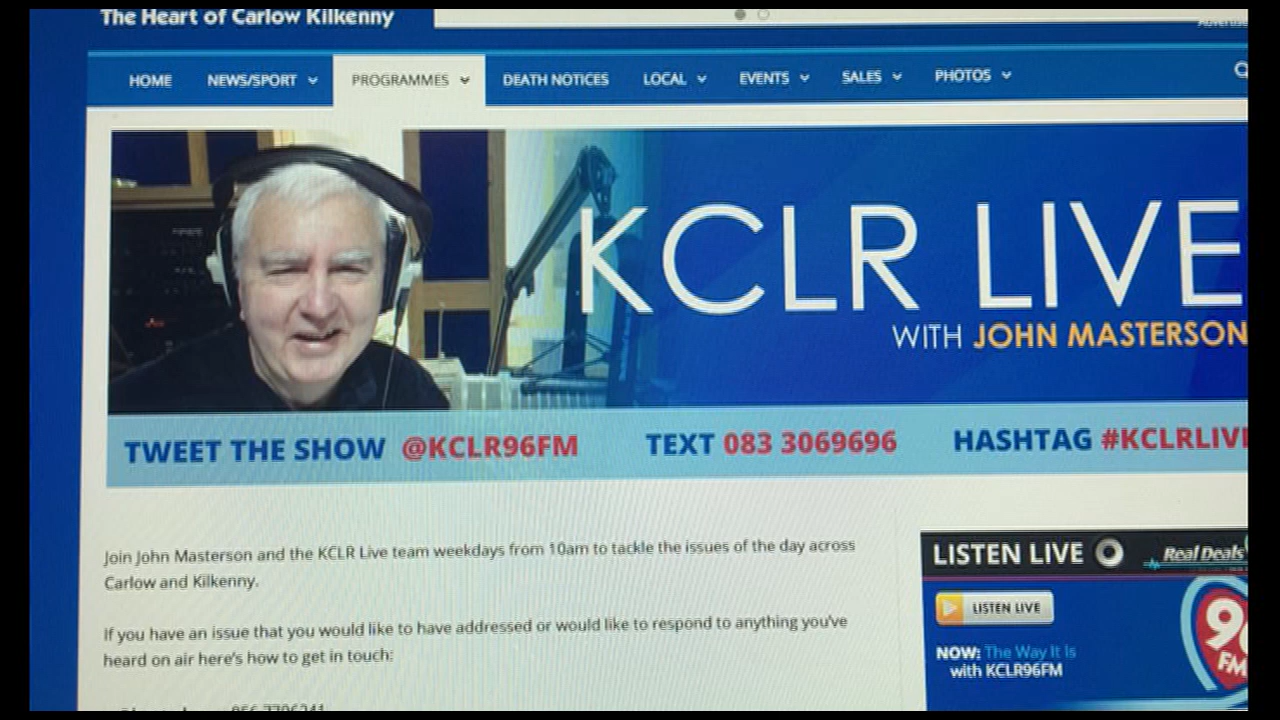 The Heart of Carlow Kilkenny
HOME NEWS/SPORT PROGRAMMES DEATH NOTICES LOCAL EVENTS SALES PHOTOS
KCLR LIVE
WITH JOHN MASTERSON
TWEET THE SHOW @KCLR96FM TEXT 083 3069696 HASHTAG #KCLRLIV
Join John Masterson and the KCLR Live team weekdays from 10am to tackle the issues of the day across
Carlow and Kilkenny.
If you have an issue that you would like to have addressed or would like to respond to anything you've
heard on air here's how to get in touch:
LISTEN LIVE Real Deals
LISTEN LIVE
NOW: The Way It Is
with KCLR96FM
96
FM